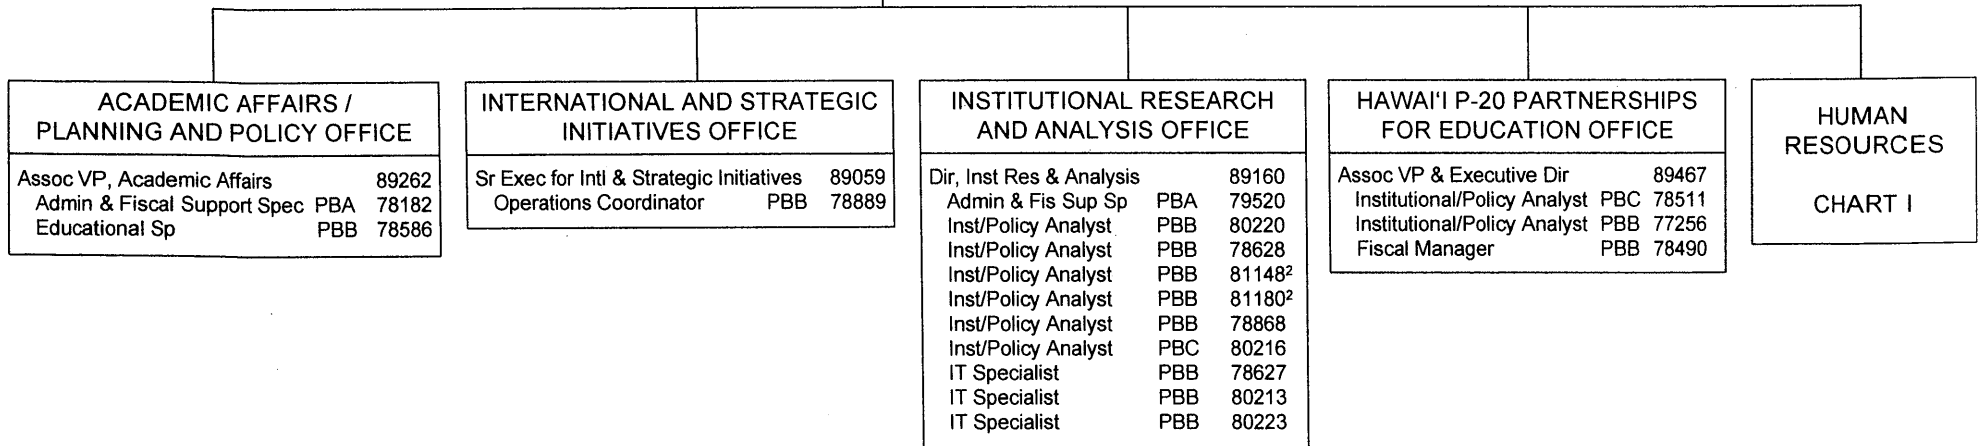 ACADEMIC AFFAIRS /
PLANNING AND POLICY OFFICE
Assoc VP, Academic Affairs 89262
Admin & Fiscal Support Spec PBA 78182
Educational Sp PBB 78586
INTERNATIONAL AND STRATEGIC
INITIATIVES OFFICE
Sr Exec for Intl & Strategic Initiatives 89059
Operations Coordinator PBB 78889
INSTITUTIONAL RESEARCH
AND ANALYSIS OFFICE
Dir, Inst Res & Analysis 89160
Admin & Fis Sup Sp PBA 79520
Inst/Policy Analyst PBB 80220
Inst/Policy Analyst PBB 78628
Inst/Policy Analyst PBB 81148²
Inst/Policy Analyst PBB 81180²
Inst/Policy Analyst PBB 78868
Inst/Policy Analyst PBC 80216
IT Specialist PBB 78627
IT Specialist PBB 80213
IT Specialist PBB 80223
HAWAI‘I P-20 PARTNERSHIPS
FOR EDUCATION OFFICE
Assoc VP & Executive Dir 89467
Institutional/Policy Analyst PBC 78511
Institutional/Policy Analyst PBB 77256
Fiscal Manager PBB 78490
HUMAN
RESOURCES
CHART I